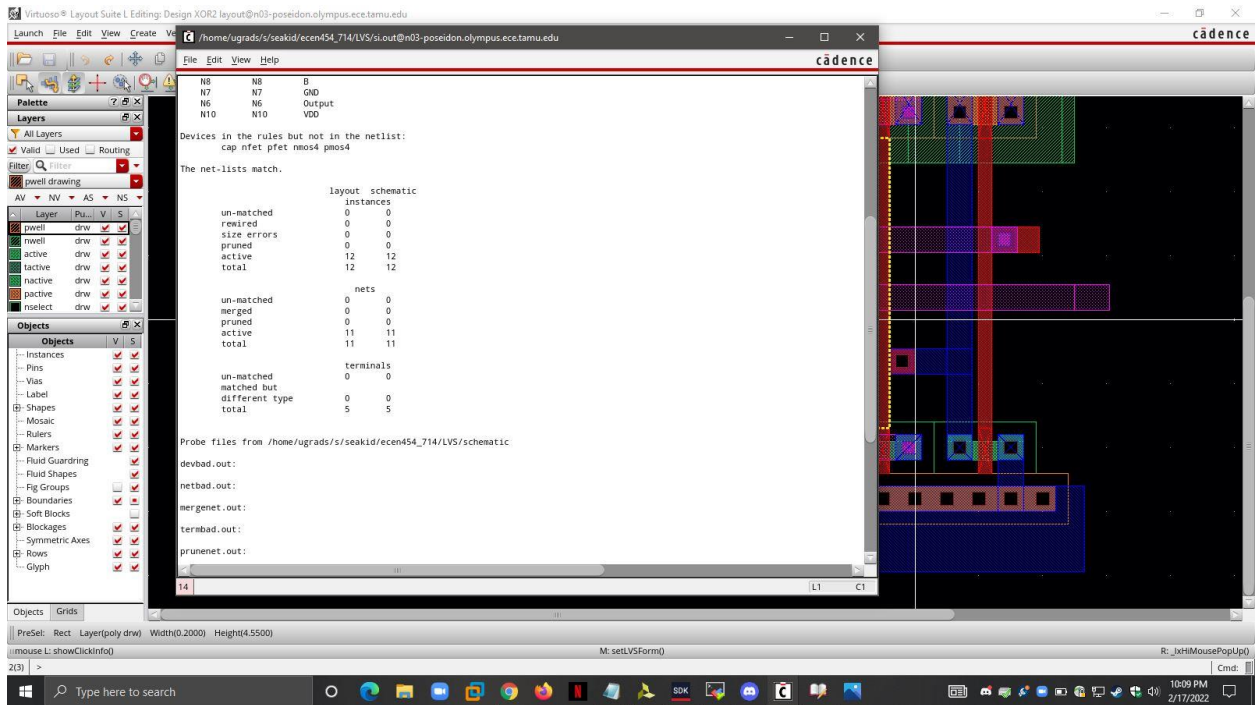 Virtuoso® Layout Suite L Editing: Design XOR2 layout@n03-poseidon.olympus.ece.tamu.edu
Launch File Edit View Create Ve
cādence
/home/ugrads/s/seakid/ecen454_714/LVS/si.out@n03-poseidon.olympus.ece.tamu.edu
File Edit View Help
cādence
Palette
Layers
All Layers
Valid Used Routing
Filter Filter
pwell drawing
AV NV AS NS
Layer Pu... V S
pwell drw
nwell drw
active drw
tactive drw
nactive drw
pactive drw
nselect drw
Objects
Objects V S
Instances
Pins
Vias
Label
Shapes
Mosaic
Rulers
Markers
Fluid Guardring
Fluid Shapes
Fig Groups
Boundaries
Soft Blocks
Blockages
Symmetric Axes
Rows
Glyph
Objects Grids
N8 N8 B
N7 N7 GND
N6 N6 Output
N10 N10 VDD
Devices in the rules but not in the netlist:
cap nfet pfet nmos4 pmos4
The net-lists match.
layout schematic
instances
un-matched 0 0
rewired 0 0
size errors 0 0
pruned 0 0
active 12 12
total 12 12
nets
un-matched 0 0
merged 0 0
pruned 0 0
active 11 11
total 11 11
terminals
un-matched 0 0
matched but
different type 0 0
total 5 5
Probe files from /home/ugrads/s/seakid/ecen454_714/LVS/schematic
devbad.out:
netbad.out:
mergenet.out:
termbad.out:
prunenet.out:
14 L1 C1
PreSel: Rect Layer(poly drw) Width(0.2000) Height(4.5500)
mouse L: showClickInfo() M: setLVSForm() R: _lxHiMousePopUp()
2(3) > Cmd:
Type here to search
SDK
10:09 PM
2/17/2022